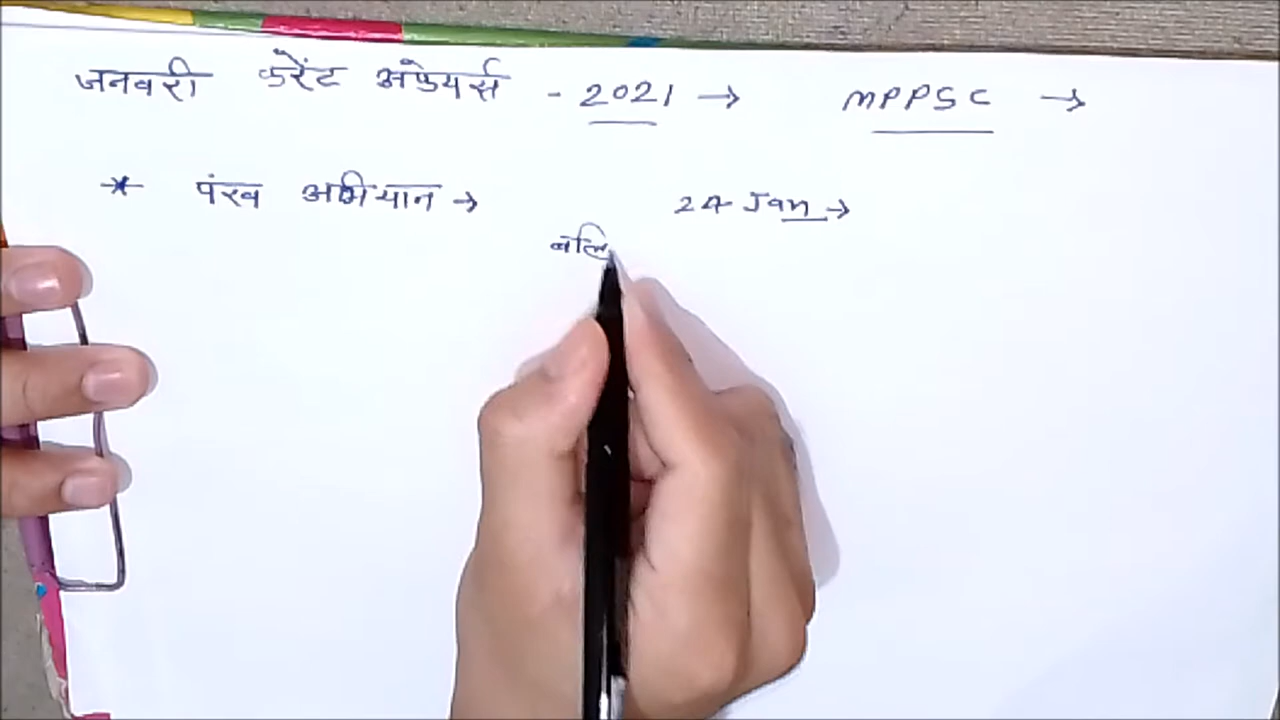 जनवरी करेंट अफेयर्स - 2021 → MPPSC →
* पंख अभियान → 24 Jan →
बालि